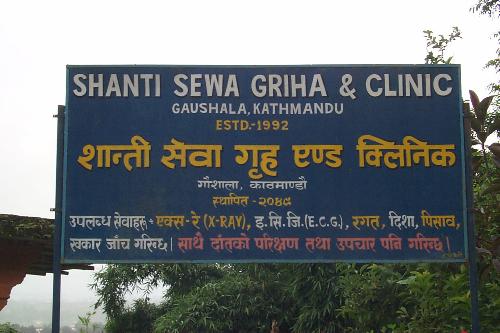 SHANTI SEWA GRIHA & CLINIC
GAUSHALA, KATHMANDU
ESTD.-1992
शान्ती सेवा गृह एण्ड क्लिनिक
गौशाला, काठमाण्डौ
स्थापित - २०४९
उपलब्ध सेवाहरु - एक्स-रे (X-RAY), इ.सि.जि.(E.C.G.), रगत, दिशा, पिसाव,
खकार जाँच गरिन्छ। साथै दाँतको परिक्षण तथा उपचार पनि गरिन्छ।